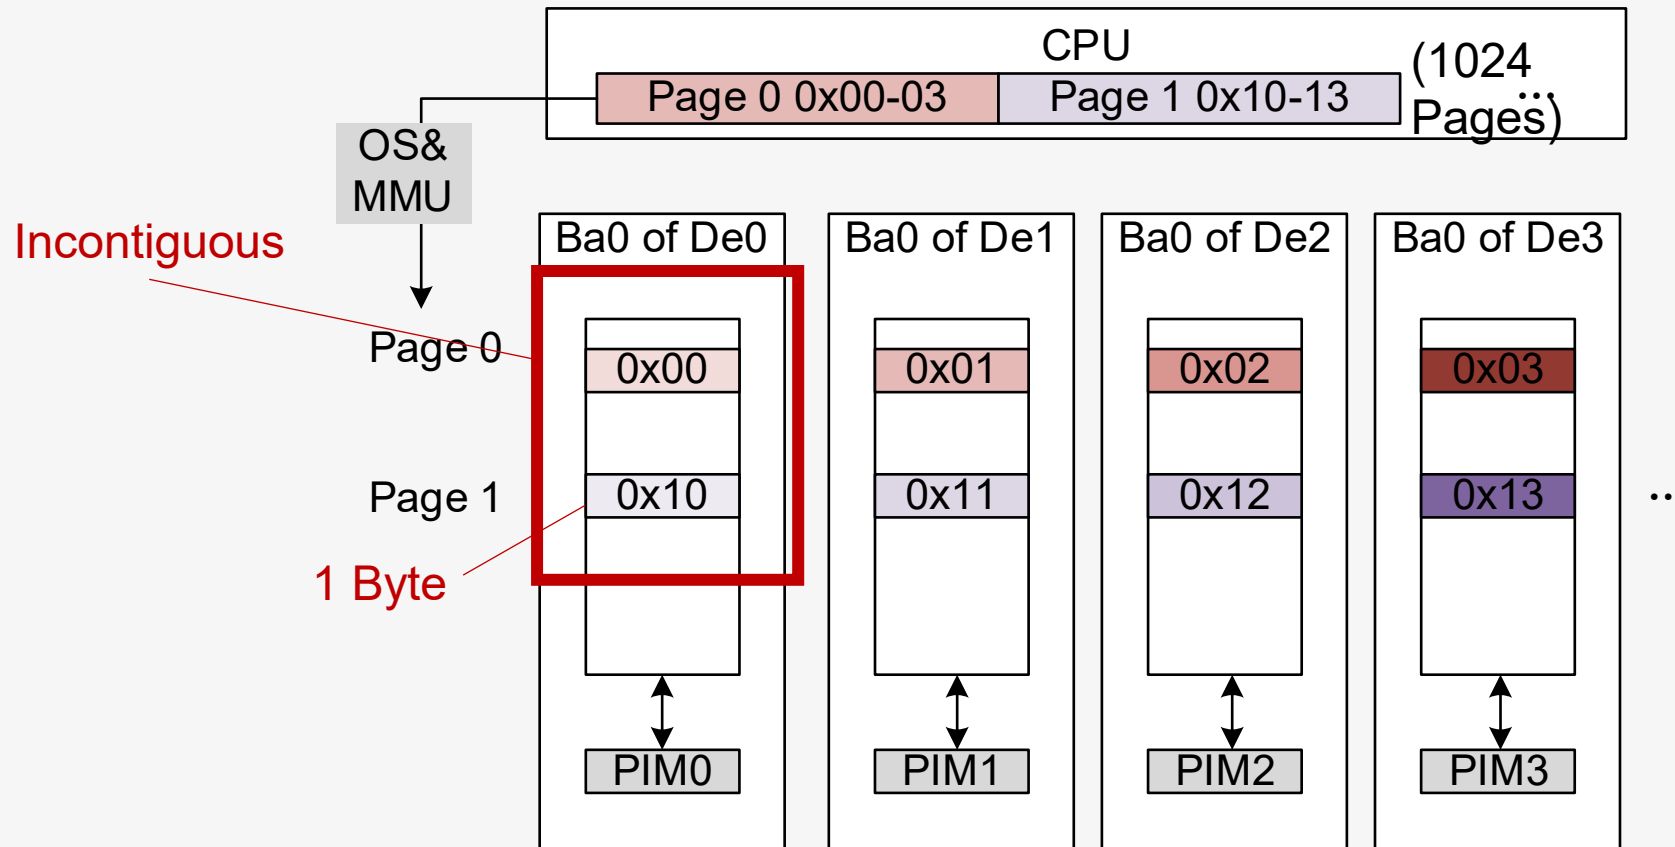 CPU
Page 0 0x00-03
Page 1 0x10-13
(1024
...
Pages)
OS&
MMU
Incontiguous
Ba0 of De0
Ba0 of De1
Ba0 of De2
Ba0 of De3
Page 0
0x00
0x01
0x02
0x03
Page 1
0x10
0x11
0x12
0x13
..
1 Byte
PIM0
PIM1
PIM2
PIM3